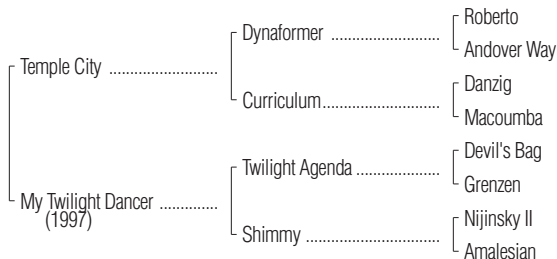 Roberto
Dynaformer ........................
Andover Way
Temple City ........................
Danzig
Curriculum..........................
Macoumba
Devil's Bag
Twilight Agenda ..................
Grenzen
My Twilight Dancer .............
(1997)
Nijinsky II
Shimmy ..............................
Amalesian